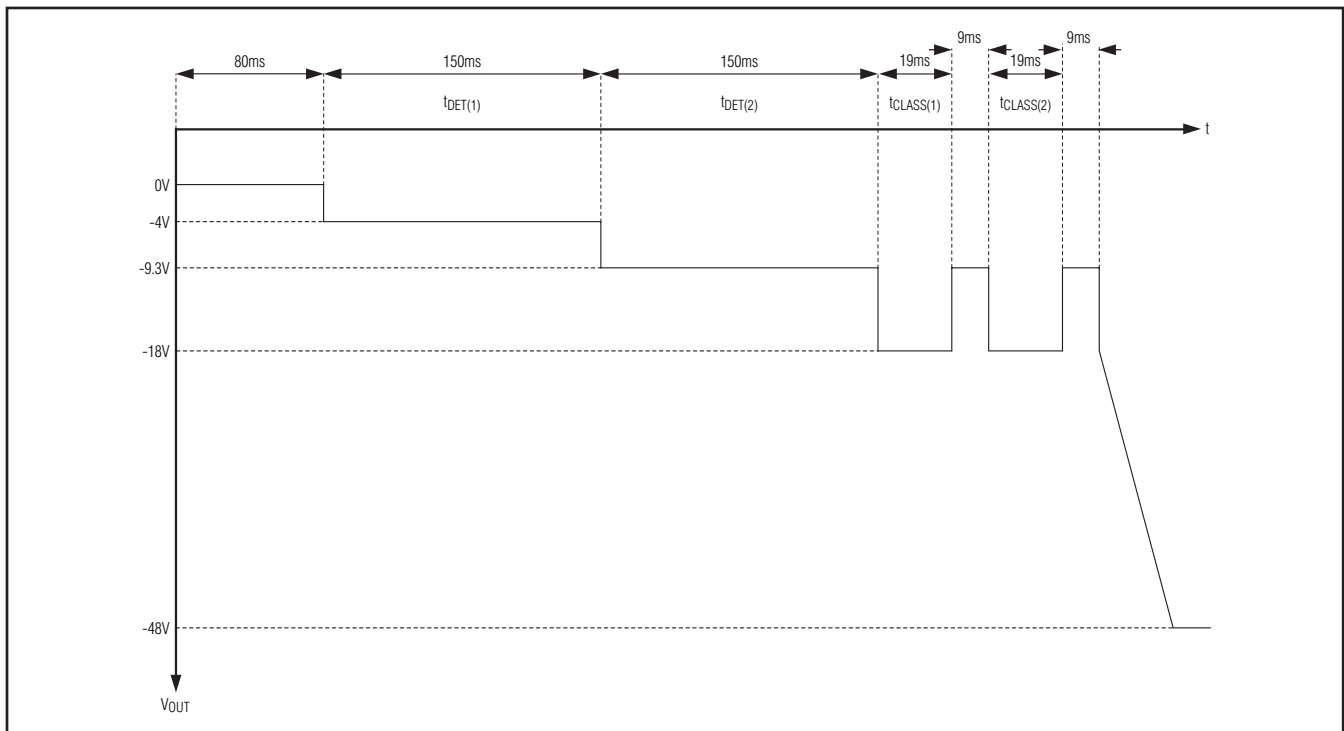 9ms 9ms
80ms 150ms 150ms 19ms 19ms
tDET(1) tDET(2) tCLASS(1) tCLASS(2)
t
0V
-4V
-9.3V
-18V
-48V
VOUT